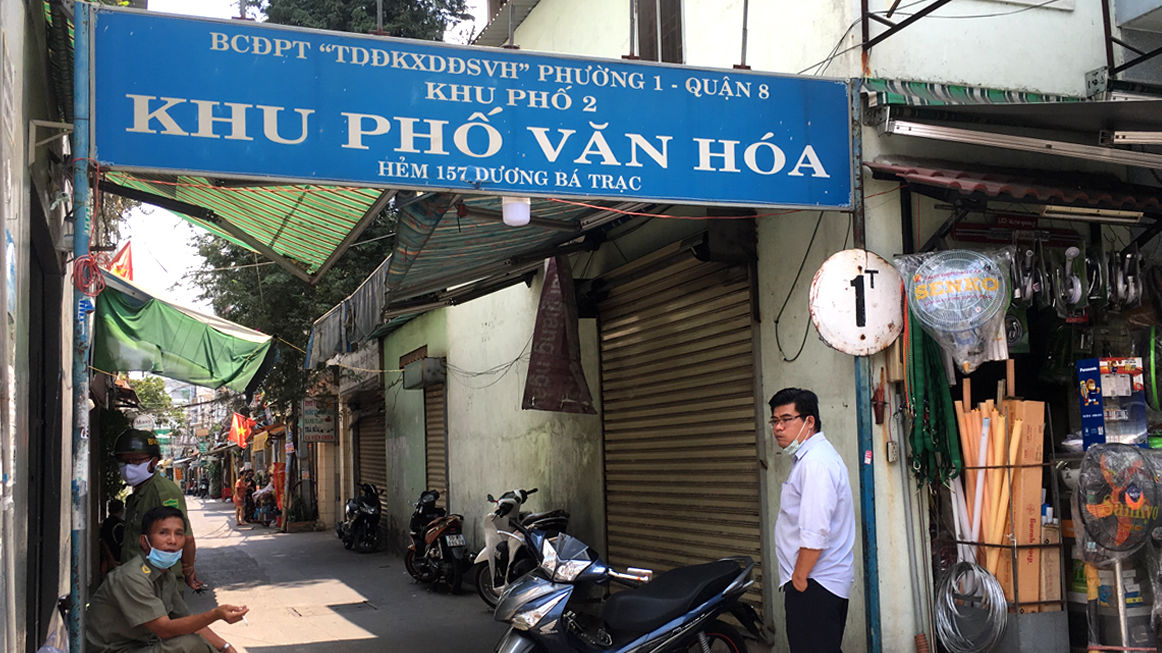 BCĐPT “TDĐKXDĐSVH” PHƯỜNG 1 - QUẬN 8
KHU PHỐ 2
KHU PHỐ VĂN HÓA
HẺM 157 DƯƠNG BÁ TRẠC
1T
SENKO
Panasonic